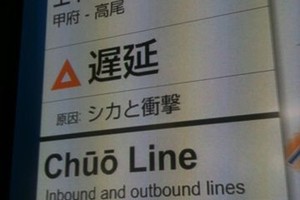 甲府 - 高尾
遅延
原因: シカと衝撃
Chūō Line
Inbound and outbound lines